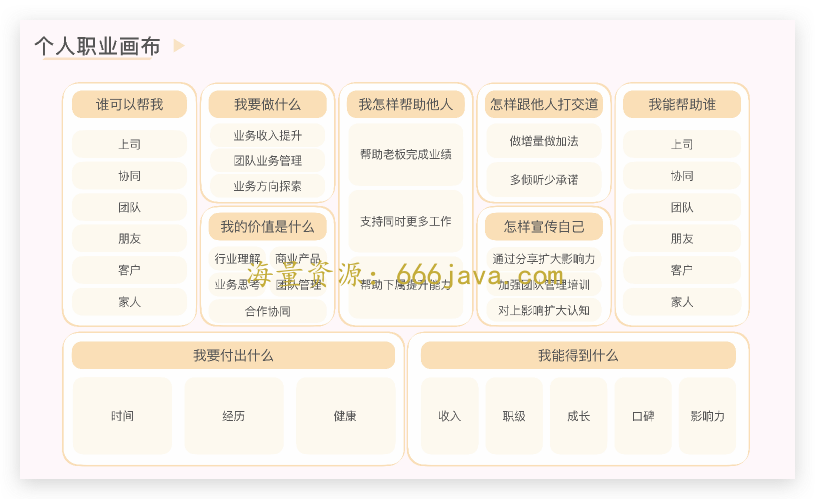 个人职业画布
谁可以帮我
上司
协同
团队
朋友
客户
家人
我要做什么
业务收入提升
团队业务管理
业务方向探索
我的价值是什么
行业理解 商业产品
业务思考 团队管理
合作协同
我怎样帮助他人
帮助老板完成业绩
支持同时更多工作
帮助下属提升能力
怎样跟他人打交道
做增量做加法
多倾听少承诺
怎样宣传自己
通过分享扩大影响力
加强团队管理培训
对上影响扩大认知
我能帮助谁
上司
协同
团队
朋友
客户
家人
海量资源：666java.com
我要付出什么
时间 经历 健康
我能得到什么
收入 职级 成长 口碑 影响力